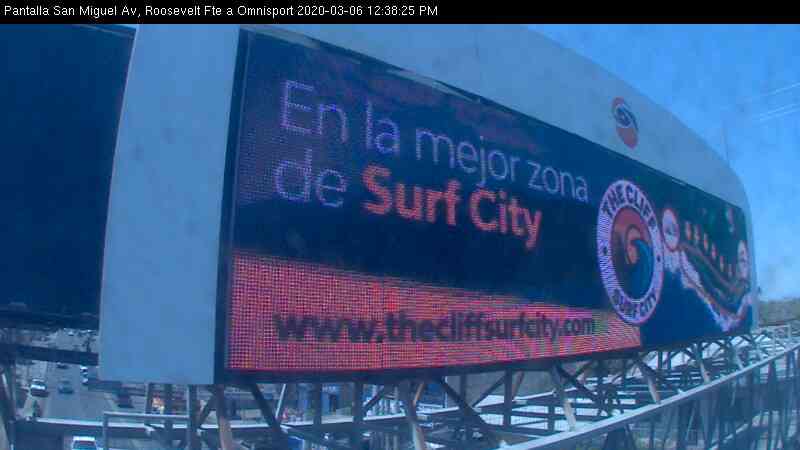 Pantalla San Miguel Av, Roosevelt Fte a Omnisport 2020-03-06 12:38:25 PM
En la mejor zona
de Surf City
THE CLIFF
SURF CITY
www.thecliffsurfcity.com